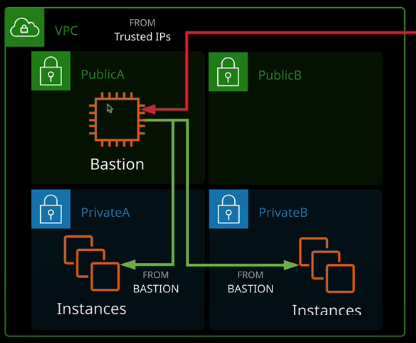 VPC
FROM
Trusted IPs
PublicA
PublicB
Bastion
PrivateA
PrivateB
FROM
BASTION
FROM
BASTION
Instances
Instances